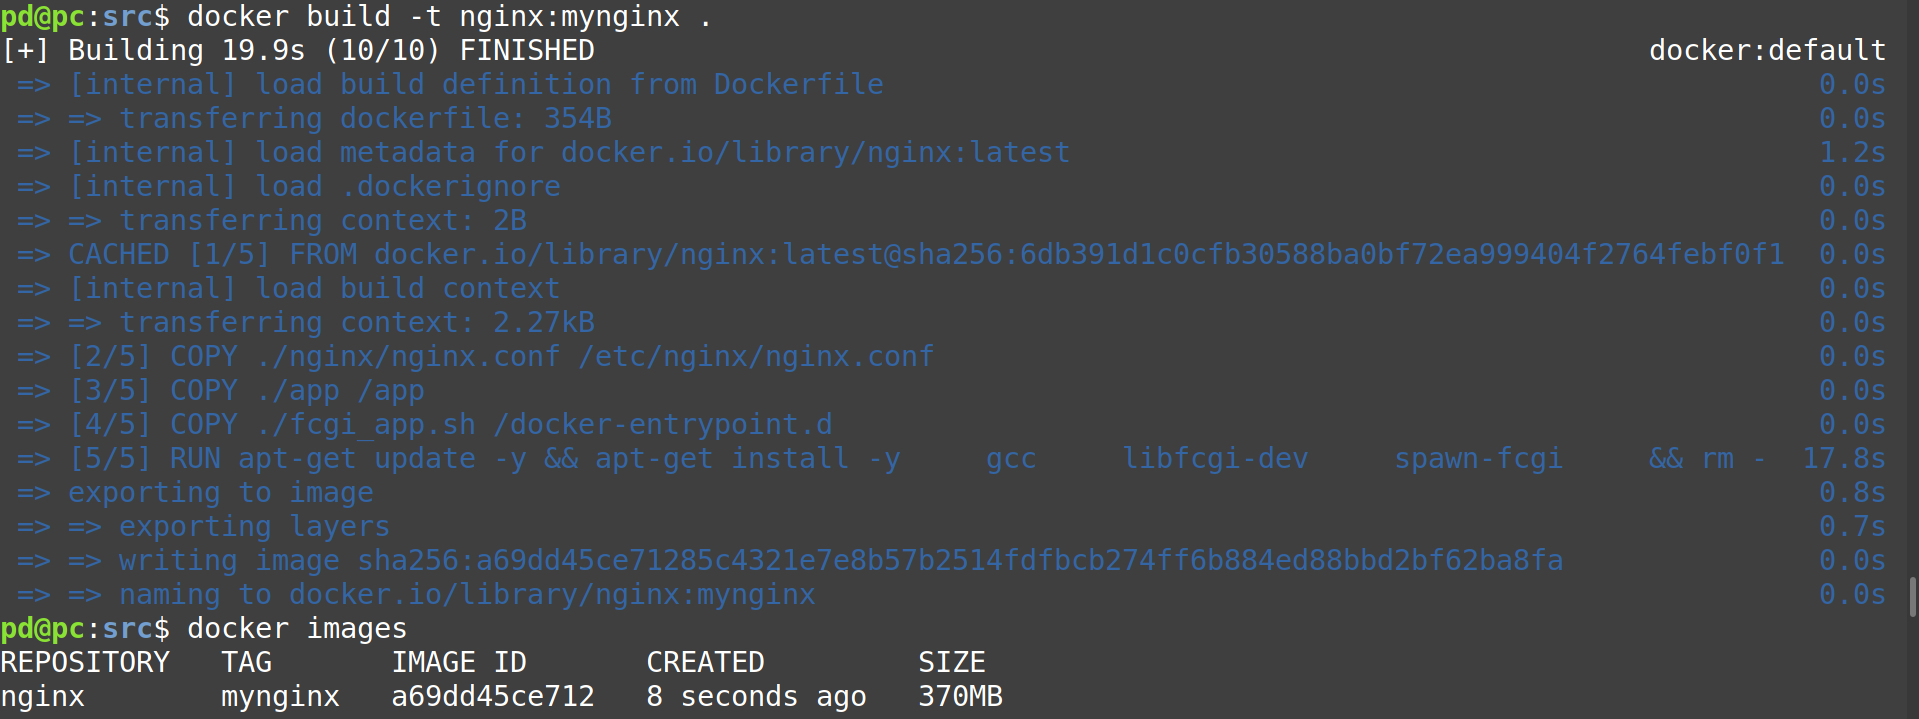 pd@pc:src$ docker build -t nginx:mynginx .
[+] Building 19.9s (10/10) FINISHED docker:default
=> [internal] load build definition from Dockerfile 0.0s
=> => transferring dockerfile: 354B 0.0s
=> [internal] load metadata for docker.io/library/nginx:latest 1.2s
=> [internal] load .dockerignore 0.0s
=> => transferring context: 2B 0.0s
=> CACHED [1/5] FROM docker.io/library/nginx:latest@sha256:6db391d1c0cfb30588ba0bf72ea999404f2764febf0f1 0.0s
=> [internal] load build context 0.0s
=> => transferring context: 2.27kB 0.0s
=> [2/5] COPY ./nginx/nginx.conf /etc/nginx/nginx.conf 0.0s
=> [3/5] COPY ./app /app 0.0s
=> [4/5] COPY ./fcgi_app.sh /docker-entrypoint.d 0.0s
=> [5/5] RUN apt-get update -y && apt-get install -y     gcc     libfcgi-dev     spawn-fcgi     && rm - 17.8s
=> exporting to image 0.8s
=> => exporting layers 0.7s
=> => writing image sha256:a69dd45ce71285c4321e7e8b57b2514fdfbcb274ff6b884ed88bbd2bf62ba8fa 0.0s
=> => naming to docker.io/library/nginx:mynginx 0.0s
pd@pc:src$ docker images
REPOSITORY   TAG       IMAGE ID       CREATED         SIZE
nginx        mynginx   a69dd45ce712   8 seconds ago   370MB